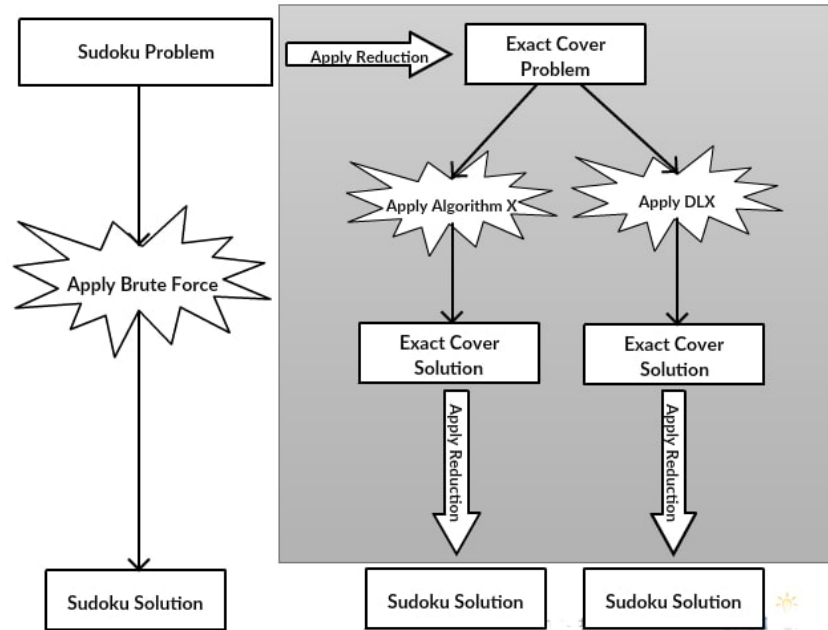 Sudoku Problem
Apply Reduction
Exact Cover
Problem
Apply Algorithm X
Apply DLX
Apply Brute Force
Exact Cover
Solution
Exact Cover
Solution
Apply Reduction
Apply Reduction
Sudoku Solution
Sudoku Solution
Sudoku Solution